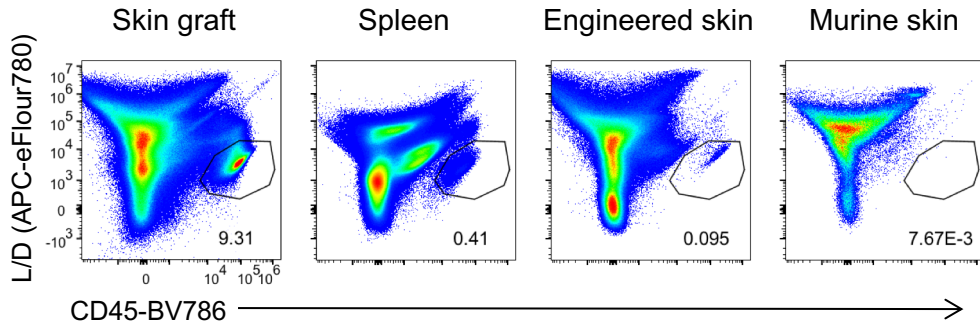 Skin graft Spleen Engineered skin Murine skin
L/D (APC-eFlour780)
10^7
10^6
10^5
10^4
10^3
0
-10^3
9.31 0.41 0.095 7.67E-3
0 10^4 10^5 10^6
CD45-BV786